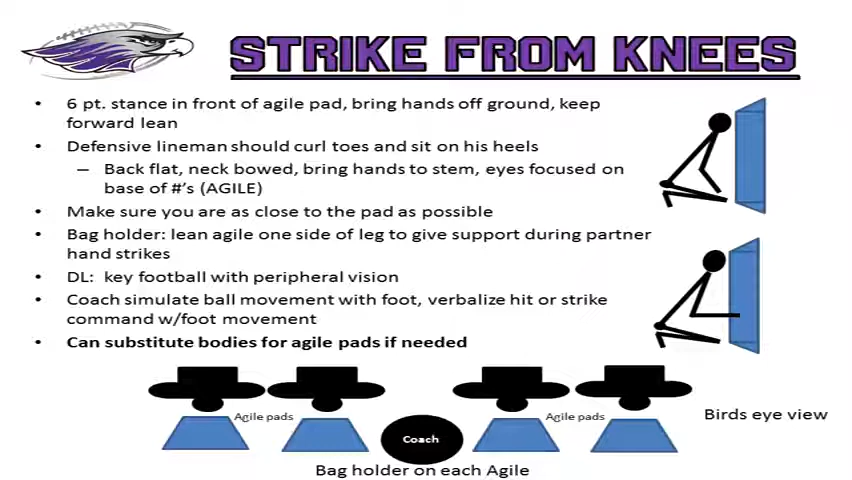 STRIKE FROM KNEES
• 6 pt. stance in front of agile pad, bring hands off ground, keep
forward lean
• Defensive lineman should curl toes and sit on his heels
– Back flat, neck bowed, bring hands to stem, eyes focused on
base of #'s (AGILE)
• Make sure you are as close to the pad as possible
• Bag holder: lean agile one side of leg to give support during partner
hand strikes
• DL: key football with peripheral vision
• Coach simulate ball movement with foot, verbalize hit or strike
command w/foot movement
• Can substitute bodies for agile pads if needed
Agile pads
Agile pads
Birds eye view
Coach
Bag holder on each Agile